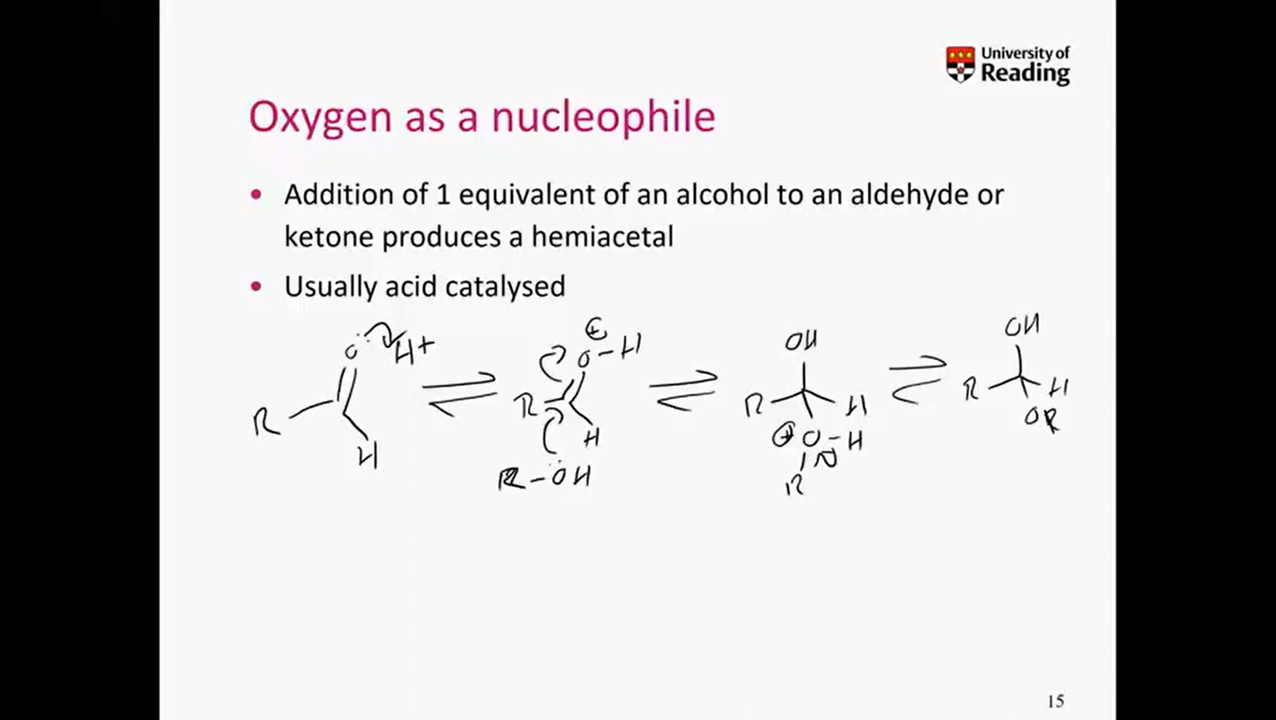 University of
Reading
Oxygen as a nucleophile
• Addition of 1 equivalent of an alcohol to an aldehyde or
ketone produces a hemiacetal
• Usually acid catalysed
O H+
R
H
⊕
O-H
R
H
R-OH
OH
R H
⊕ O-H
R
OH
R H
OR
15